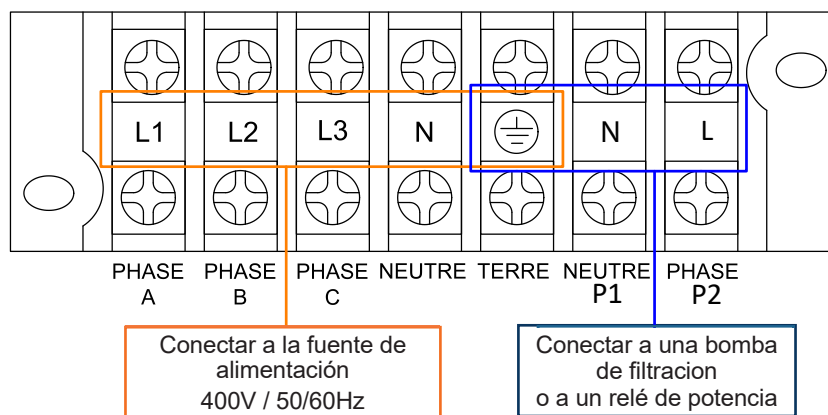 L1 L2 L3 N N L
PHASE PHASE PHASE NEUTRE TERRE NEUTRE PHASE
A B C P1 P2
Conectar a la fuente de
alimentación
400V / 50/60Hz
Conectar a una bomba
de filtracion
o a un relé de potencia